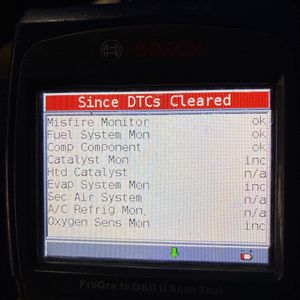 BOSCH
Since DTCs Cleared
Misfire Monitor ok
Fuel System Mon ok
Comp Component ok
Catalyst Mon inc
Htd Catalyst n/a
Evap System Mon inc
Sec Air System n/a
A/C Refrig Mon. n/a
Oxygen Sens Mon inc
OBD II Scan Tool